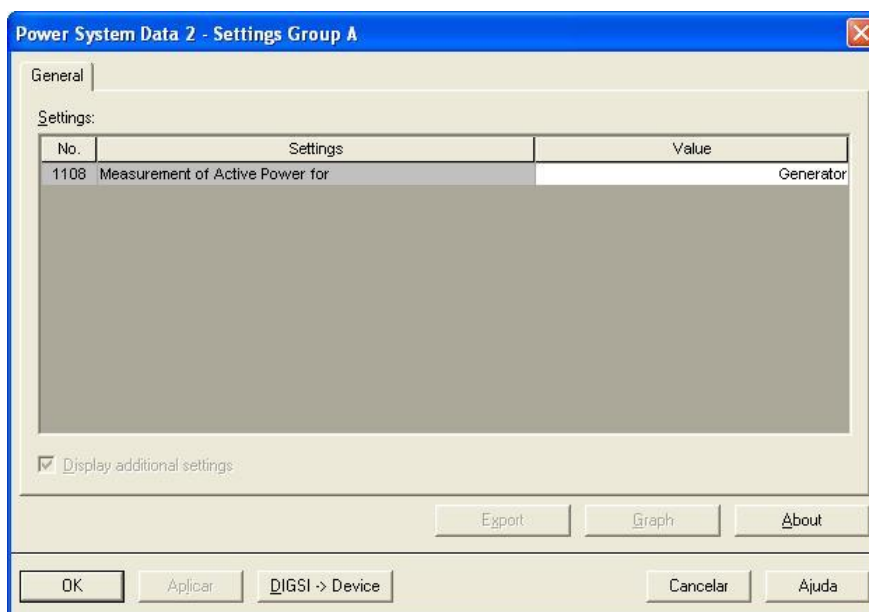 Power System Data 2 - Settings Group A
General
Settings:
No. Settings Value
1108 Measurement of Active Power for Generator
Display additional settings
Export Graph About
OK Aplicar DIGSI -> Device Cancelar Ajuda